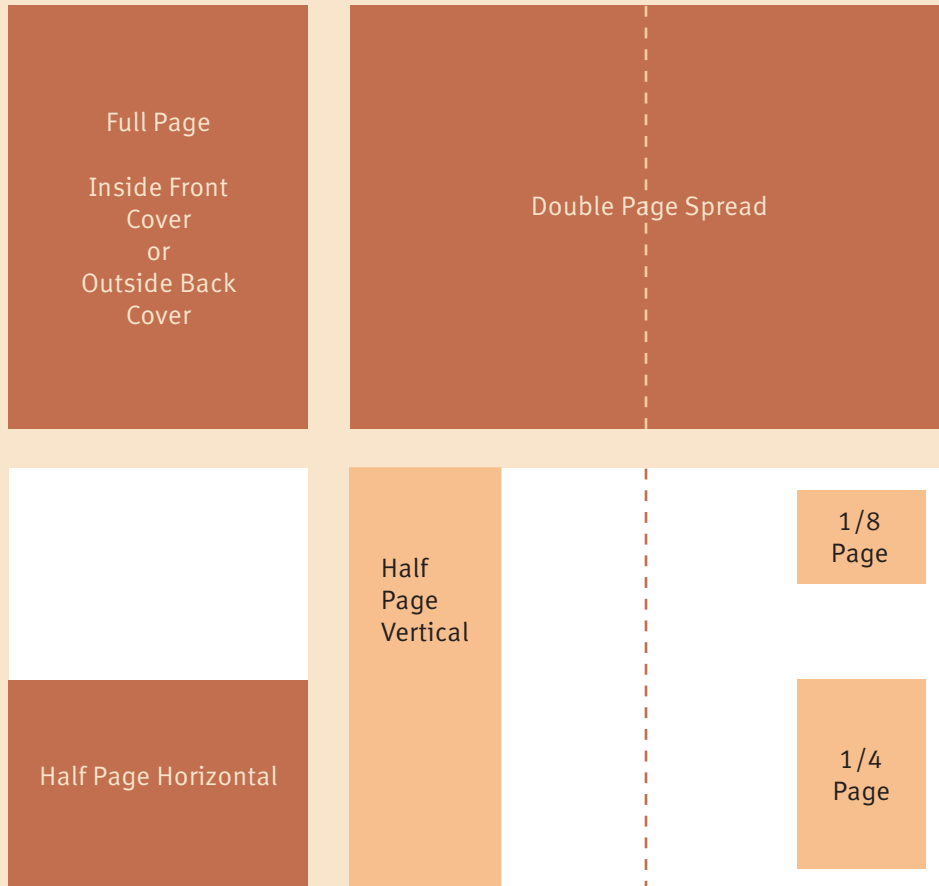 Full Page
Inside Front
Cover
or
Outside Back
Cover
Double Page Spread
Half Page Horizontal
Half
Page
Vertical
1/8
Page
1/4
Page